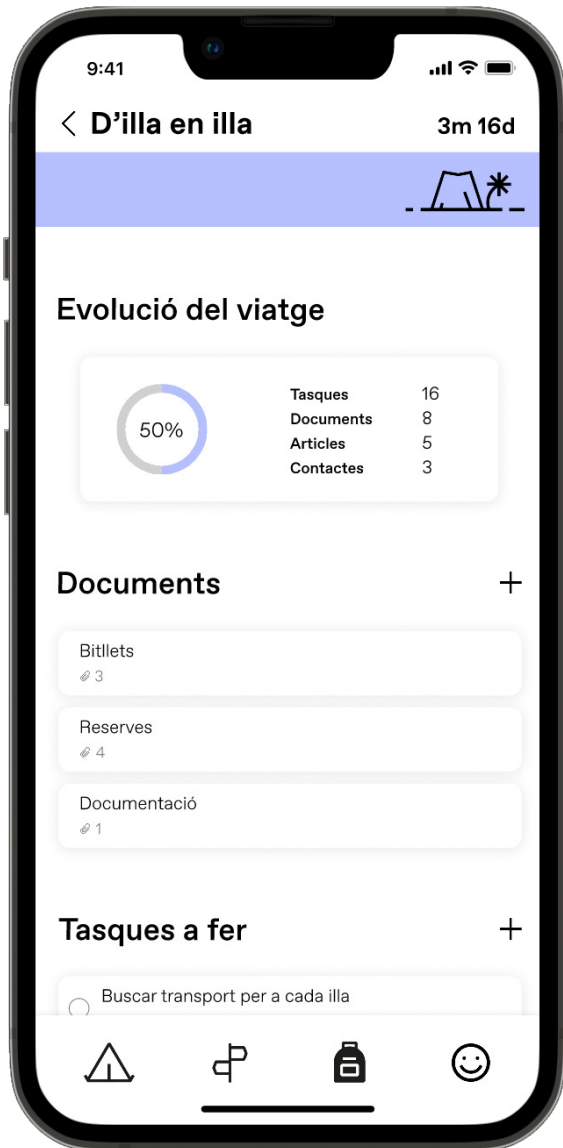 9:41
D’illa en illa
3m 16d
Evolució del viatge
50%
Tasques 16
Documents 8
Articles 5
Contactes 3
Documents
Bitllets
3
Reserves
4
Documentació
1
Tasques a fer
Buscar transport per a cada illa